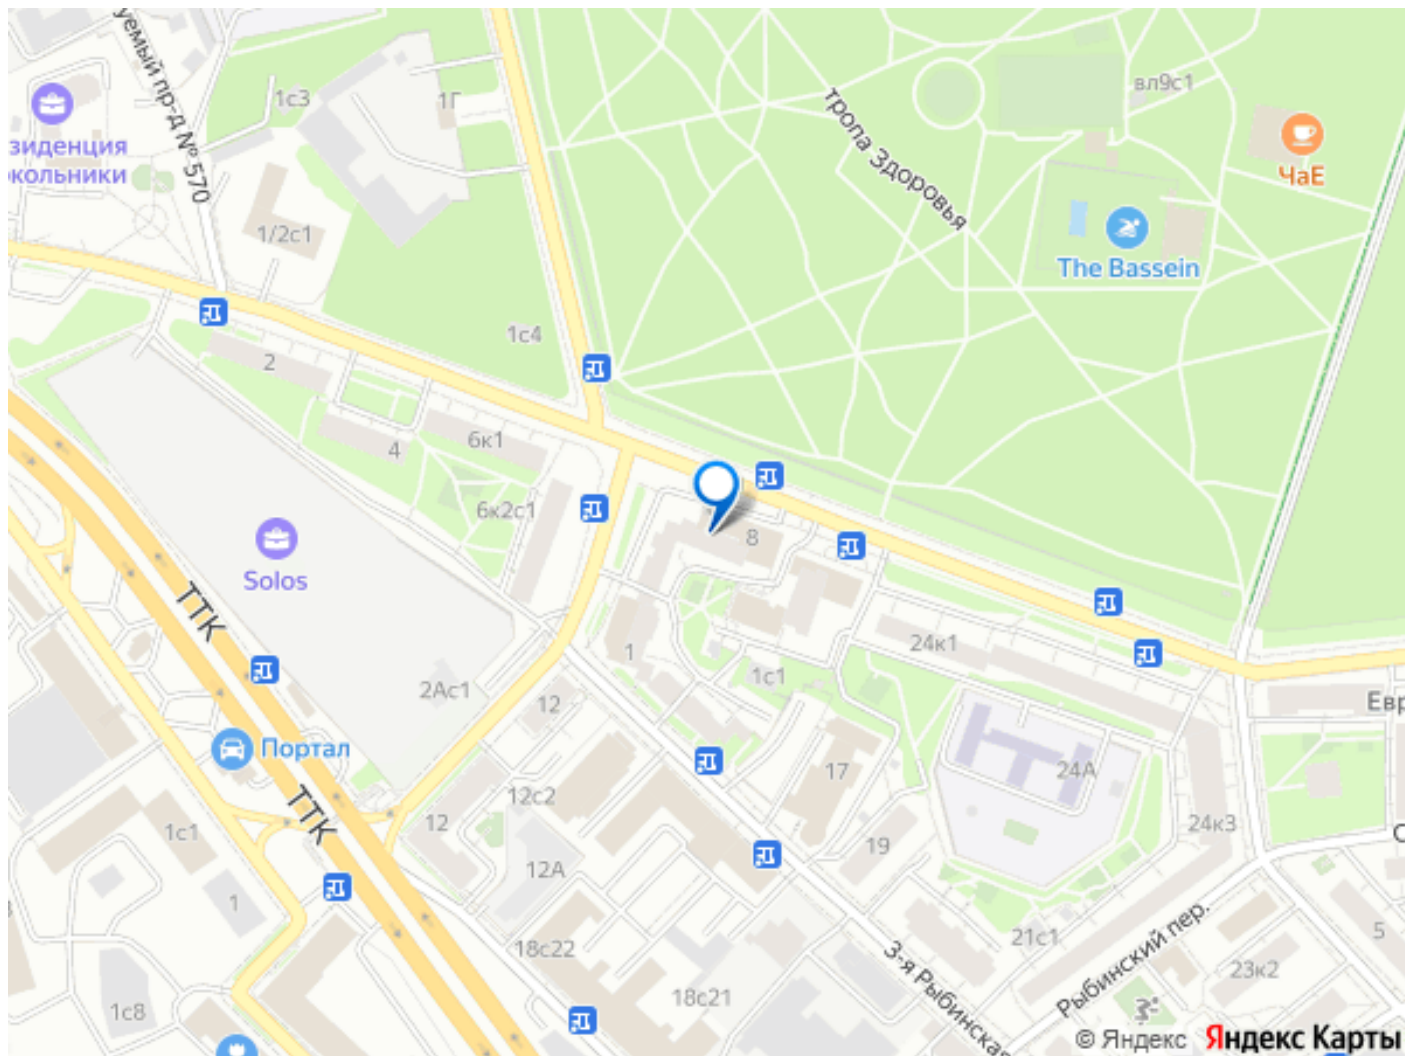 уемый пр-д № 570
1с3
1Г
тропа Здоровья
вл9с1
ЧаЕ
зиденция
окольники
1/2с1
The Bassein
1с4
2
4
6к1
6к2с1
8
Solos
ТТК
24к1
1
1с1
2Ас1
12
Евр
Портал
17
24А
12с2
ТТК
12
1с1
19
24к3
С
12А
1
Рыбинский пер.
5
21с1
18с22
3-я Рыбинская
23к2
18с21
1с8
© Яндекс Яндекс Карты